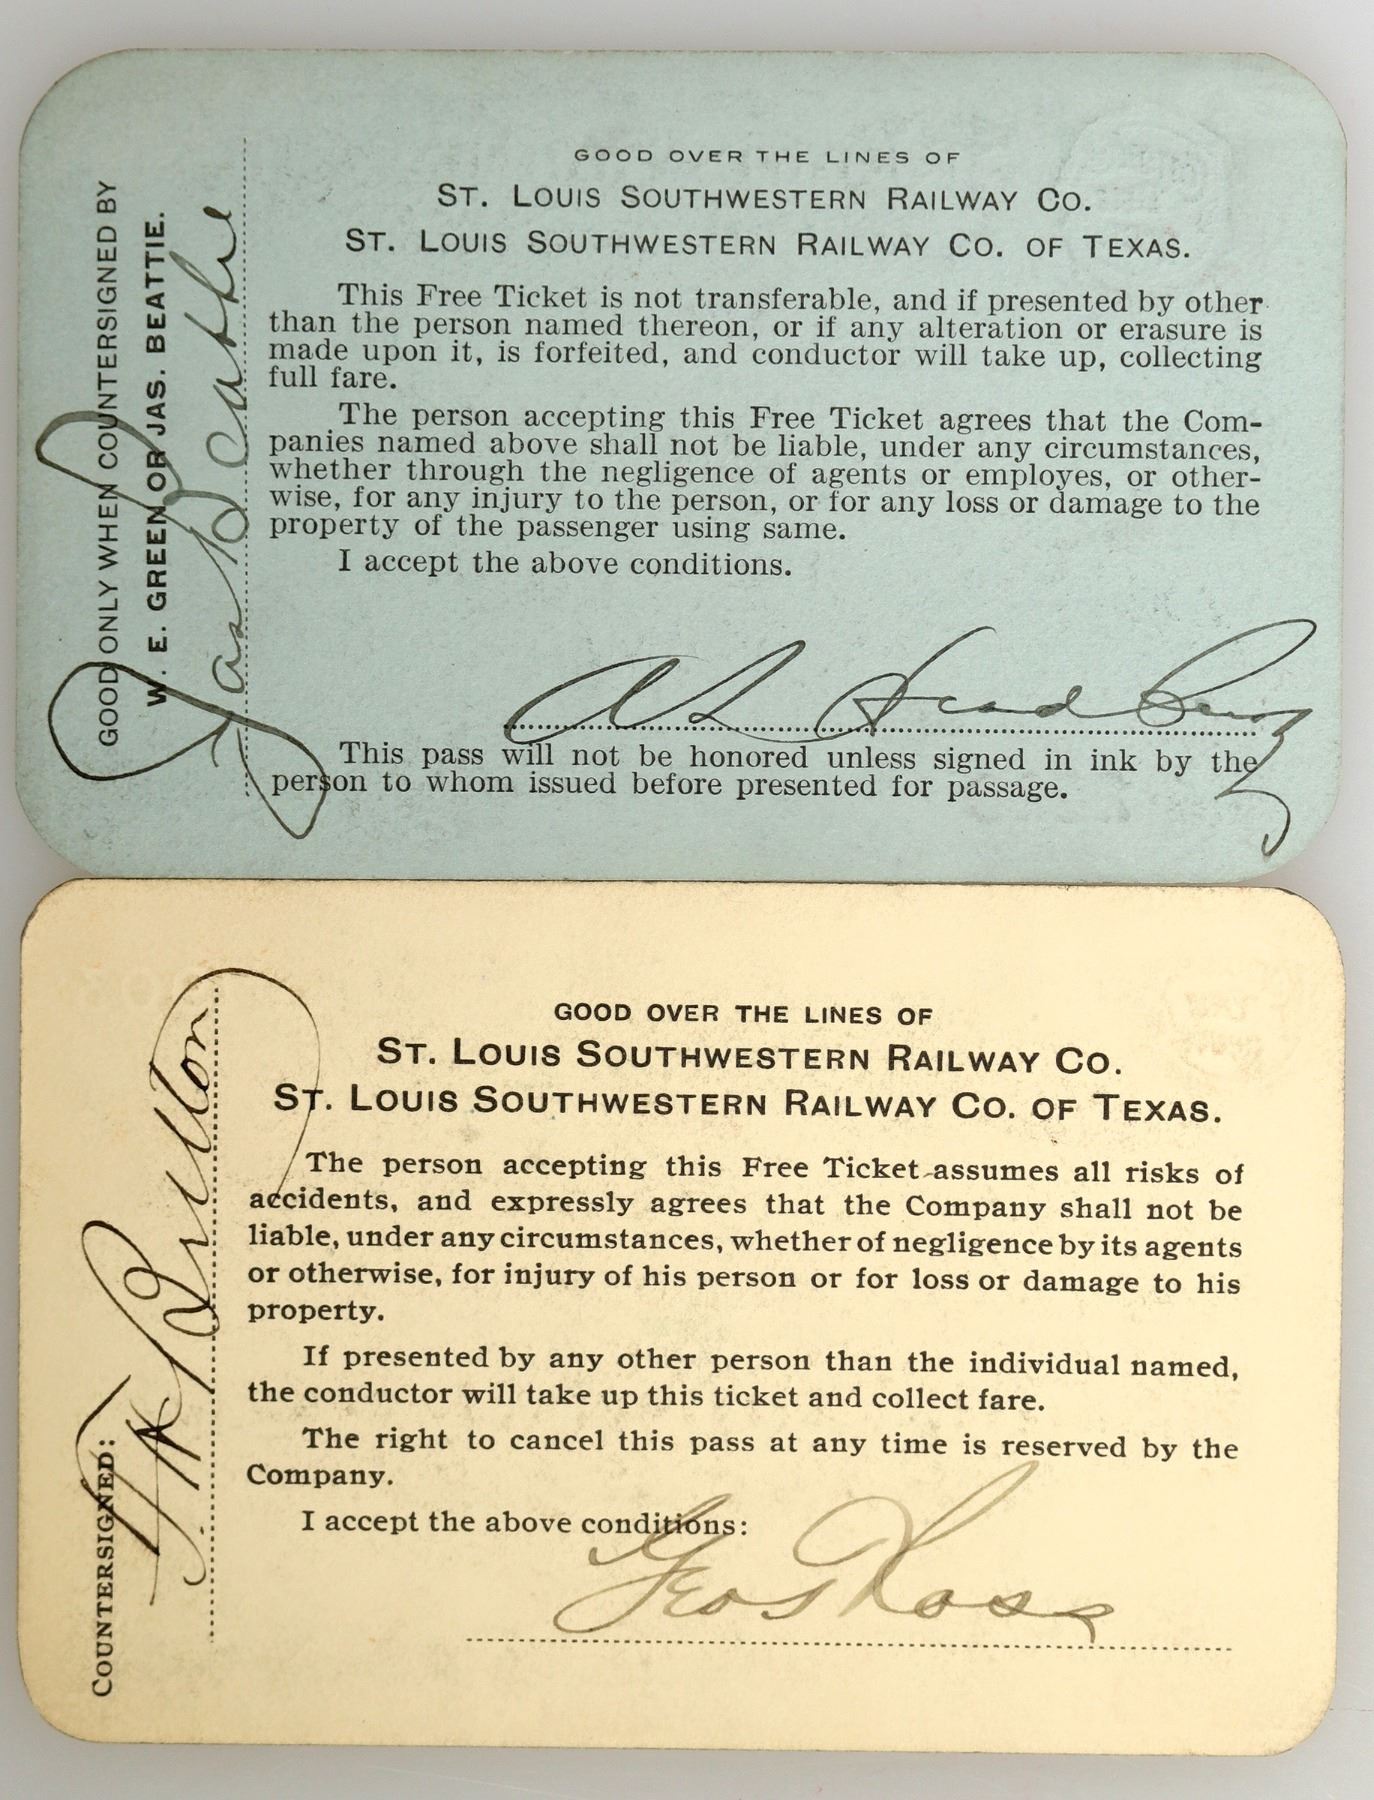 GOOD OVER THE LINES OF
ST. LOUIS SOUTHWESTERN RAILWAY CO.
ST. LOUIS SOUTHWESTERN RAILWAY CO. OF TEXAS.
This Free Ticket is not transferable, and if presented by other
than the person named thereon, or if any alteration or erasure is
made upon it, is forfeited, and conductor will take up, collecting
full fare.
The person accepting this Free Ticket agrees that the Com-
panies named above shall not be liable, under any circumstances,
whether through the negligence of agents or employes, or other-
wise, for any injury to the person, or for any loss or damage to the
property of the passenger using same.
I accept the above conditions.
This pass will not be honored unless signed in ink by the
person to whom issued before presented for passage.
GOOD ONLY WHEN COUNTERSIGNED BY
W. E. GREEN OR JAS. BEATTIE.
Jas Beattie
GOOD OVER THE LINES OF
ST. LOUIS SOUTHWESTERN RAILWAY CO.
ST. LOUIS SOUTHWESTERN RAILWAY CO. OF TEXAS.
The person accepting this Free Ticket assumes all risks of
accidents, and expressly agrees that the Company shall not be
liable, under any circumstances, whether of negligence by its agents
or otherwise, for injury of his person or for loss or damage to his
property.
If presented by any other person than the individual named,
the conductor will take up this ticket and collect fare.
The right to cancel this pass at any time is reserved by the
Company.
I accept the above conditions:
Geo S Ross
COUNTERSIGNED:
Britton